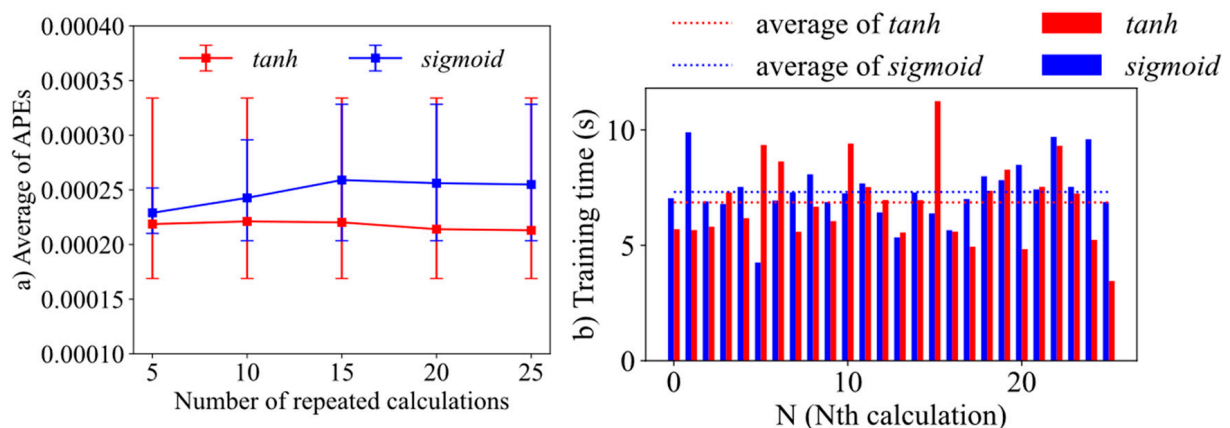 a) Average of APEs
0.00040
0.00035
0.00030
0.00025
0.00020
0.00015
0.00010
tanh
sigmoid
5
10
15
20
25
Number of repeated calculations
average of tanh
tanh
average of sigmoid
sigmoid
b) Training time (s)
10
5
0
0
10
20
N (Nth calculation)